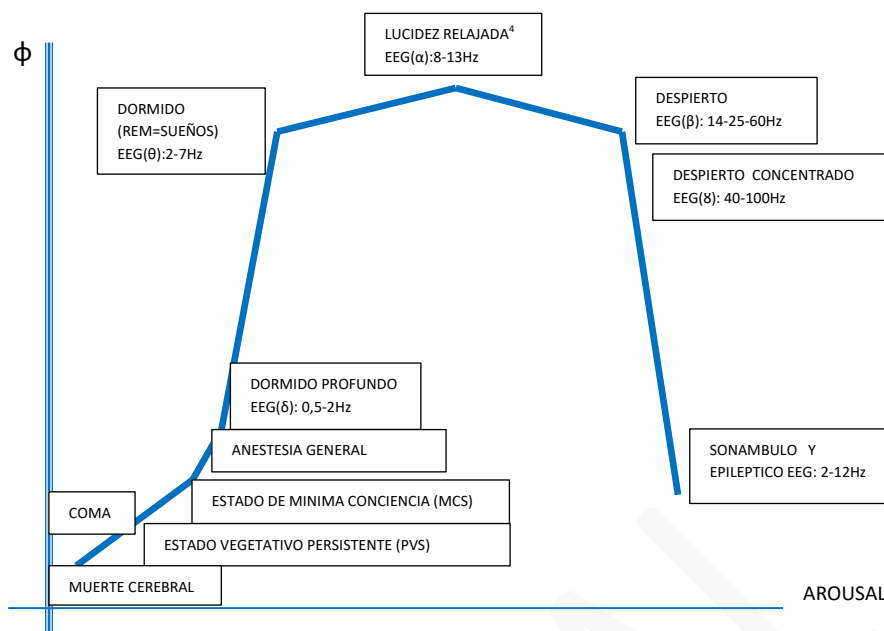 LUCIDEZ RELAJADA⁴
EEG(α):8-13Hz
ϕ
DORMIDO
(REM=SUEÑOS)
EEG(θ):2-7Hz
DESPIERTO
EEG(β): 14-25-60Hz
DESPIERTO CONCENTRADO
EEG(ɣ): 40-100Hz
DORMIDO PROFUNDO
EEG(δ): 0,5-2Hz
ANESTESIA GENERAL
SONAMBULO Y
EPILEPTICO EEG: 2-12Hz
ESTADO DE MINIMA CONCIENCIA (MCS)
COMA
ESTADO VEGETATIVO PERSISTENTE (PVS)
MUERTE CEREBRAL
AROUSAL